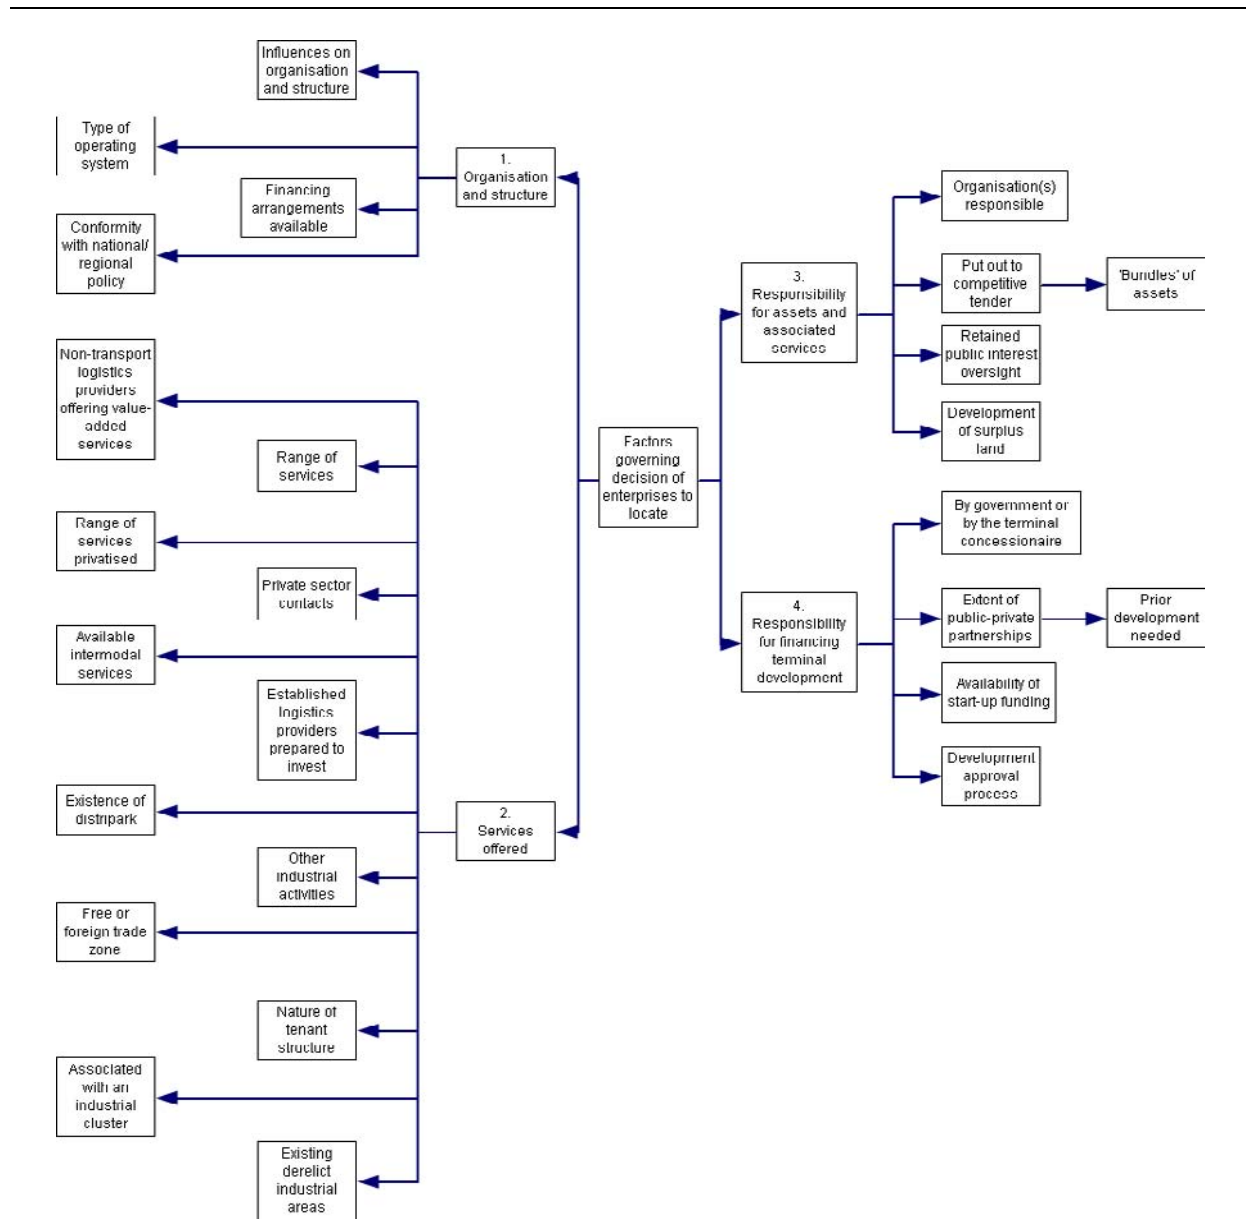 Influences on
organisation
and structure
Type of
operating
system
Financing
arrangements
available
Conformity
with national/
regional
policy
1.
Organisation
and structure
Non-transport
logistics
providers
offering value-
added
services
Range of
services
Range of
services
privatised
Private sector
contacts
Available
intermodal
services
Established
logistics
providers
prepared to
invest
Existence of
distripark
Other
industrial
activities
Free or
foreign trade
zone
Nature of
tenant
structure
Associated
with an
industrial
cluster
Existing
derelict
industrial
areas
2.
Services
offered
Factors
governing
decision of
enterprises to
locate
3.
Responsibility
for assets and
associated
services
Organisation(s)
responsible
Put out to
competitive
tender
'Bundles' of
assets
Retained
public interest
oversight
Development
of surplus
land
4.
Responsibility
for financing
terminal
development
By government or
by the terminal
concessionaire
Extent of
public-private
partnerships
Prior
development
needed
Availability of
start-up funding
Development
approval
process